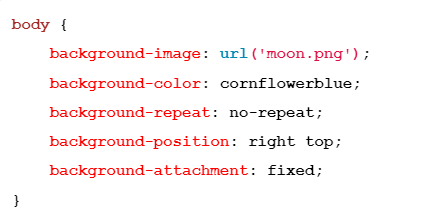 body {
    background-image: url('moon.png');
    background-color: cornflowerblue;
    background-repeat: no-repeat;
    background-position: right top;
    background-attachment: fixed;
}